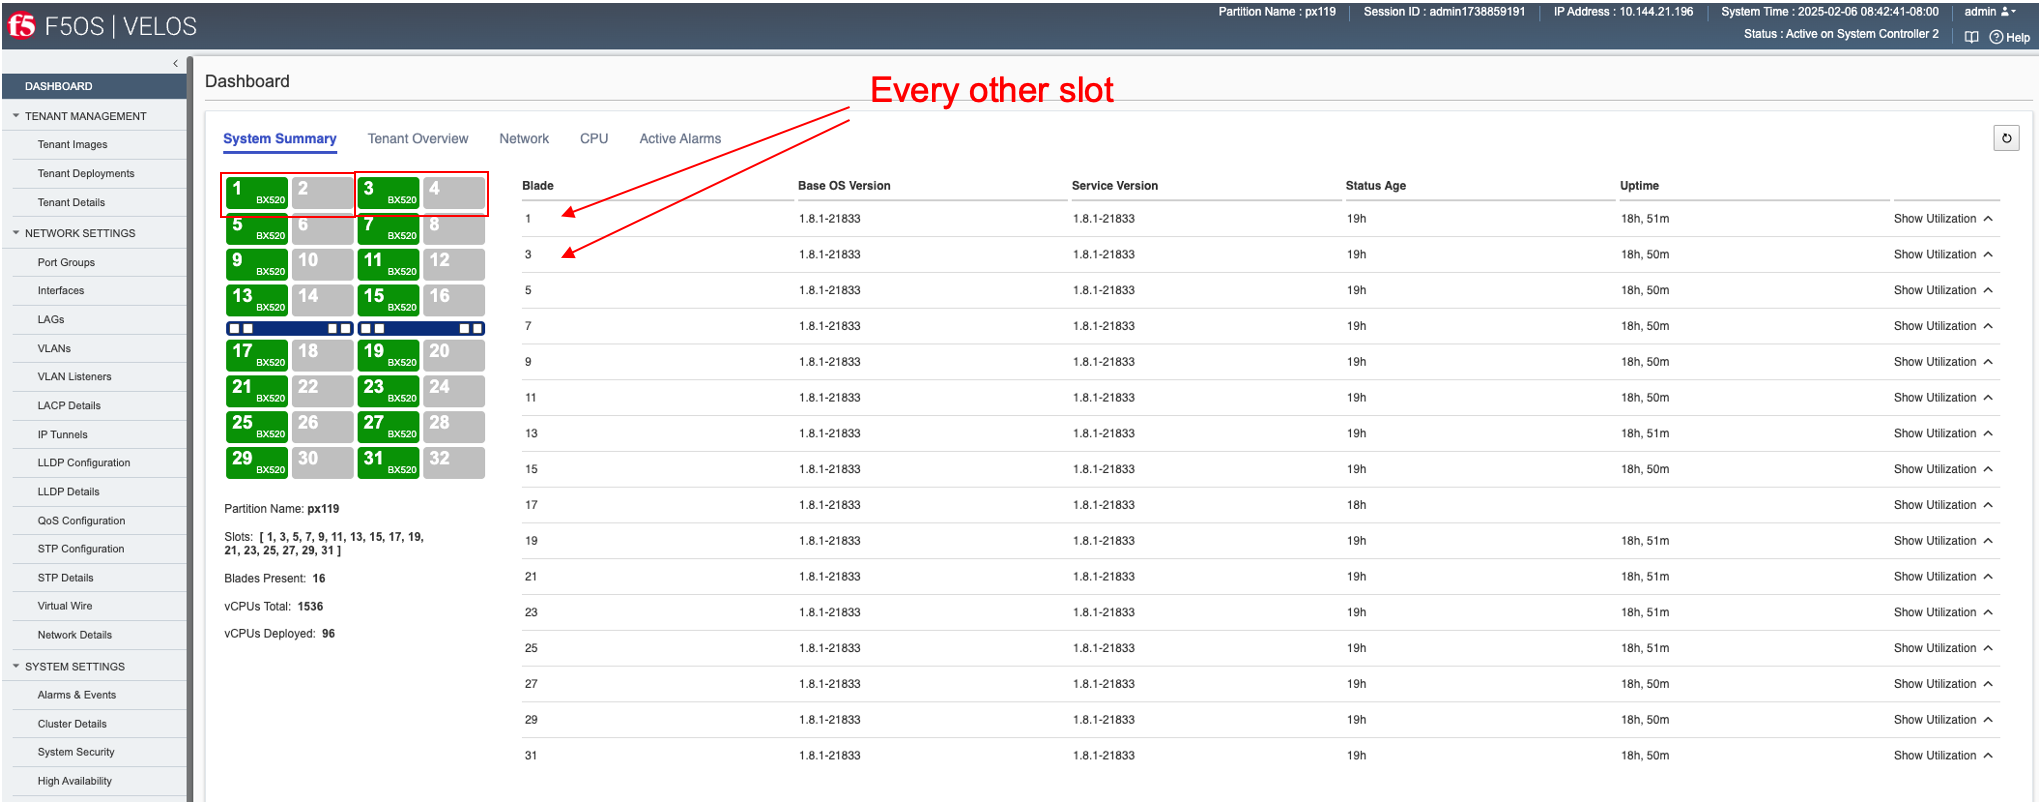 f5 F5OS | VELOS
Partition Name : px119 Session ID : admin1738859191 IP Address : 10.144.21.196 System Time : 2025-02-06 08:42:41-08:00 admin
Status : Active on System Controller 2 Help
DASHBOARD
TENANT MANAGEMENT
Tenant Images
Tenant Deployments
Tenant Details
NETWORK SETTINGS
Port Groups
Interfaces
LAGs
VLANs
VLAN Listeners
LACP Details
IP Tunnels
LLDP Configuration
LLDP Details
QoS Configuration
STP Configuration
STP Details
Virtual Wire
Network Details
SYSTEM SETTINGS
Alarms & Events
Cluster Details
System Security
High Availability
Dashboard
Every other slot
System Summary Tenant Overview Network CPU Active Alarms
1 BX520 2 3 BX520 4
5 BX520 6 7 BX520 8
9 BX520 10 11 BX520 12
13 BX520 14 15 BX520 16
17 BX520 18 19 BX520 20
21 BX520 22 23 BX520 24
25 BX520 26 27 BX520 28
29 BX520 30 31 BX520 32
Partition Name: px119
Slots: [ 1, 3, 5, 7, 9, 11, 13, 15, 17, 19,
21, 23, 25, 27, 29, 31 ]
Blades Present: 16
vCPUs Total: 1536
vCPUs Deployed: 96
Blade Base OS Version Service Version Status Age Uptime
1 1.8.1-21833 1.8.1-21833 19h 18h, 51m Show Utilization
3 1.8.1-21833 1.8.1-21833 19h 18h, 50m Show Utilization
5 1.8.1-21833 1.8.1-21833 19h 18h, 50m Show Utilization
7 1.8.1-21833 1.8.1-21833 19h 18h, 50m Show Utilization
9 1.8.1-21833 1.8.1-21833 19h 18h, 50m Show Utilization
11 1.8.1-21833 1.8.1-21833 19h 18h, 50m Show Utilization
13 1.8.1-21833 1.8.1-21833 19h 18h, 51m Show Utilization
15 1.8.1-21833 1.8.1-21833 19h 18h, 50m Show Utilization
17 1.8.1-21833 1.8.1-21833 18h Show Utilization
19 1.8.1-21833 1.8.1-21833 19h 18h, 51m Show Utilization
21 1.8.1-21833 1.8.1-21833 19h 18h, 51m Show Utilization
23 1.8.1-21833 1.8.1-21833 19h 18h, 51m Show Utilization
25 1.8.1-21833 1.8.1-21833 19h 18h, 51m Show Utilization
27 1.8.1-21833 1.8.1-21833 19h 18h, 50m Show Utilization
29 1.8.1-21833 1.8.1-21833 19h 18h, 50m Show Utilization
31 1.8.1-21833 1.8.1-21833 19h 18h, 50m Show Utilization